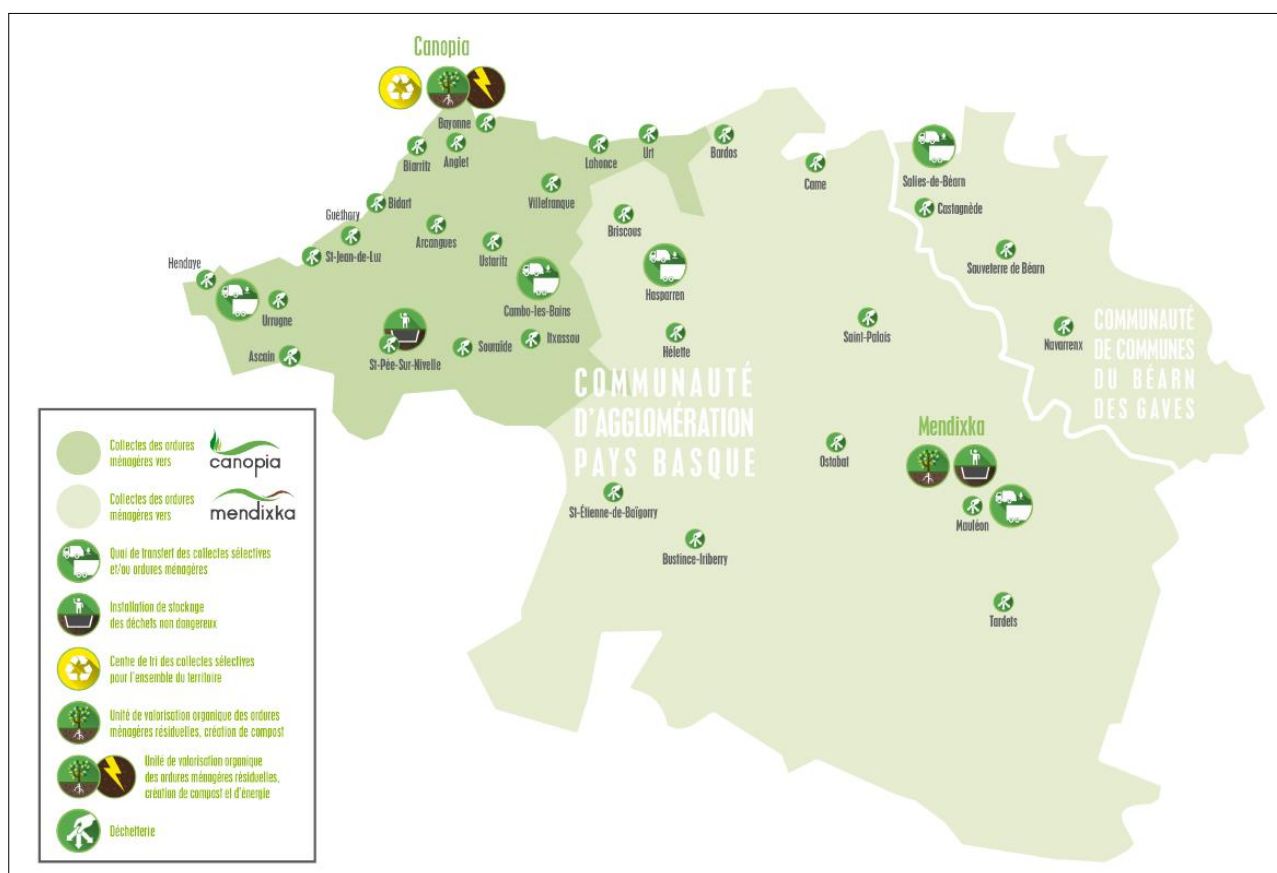 Canopia
Bayonne
Biarritz
Anglet
Lahonce
Urt
Bardos
Came
Salies-de-Béarn
Castagnède
Villefranque
Guéthary
Bidart
Briscous
Arcangues
St-Jean-de-Luz
Ustaritz
Sauveterre de Béarn
Hendaye
Urrugne
Cambo-les-Bains
Hasparren
Saint-Palais
Navarrenx
Ascain
St-Pée-Sur-Nivelle
Souraïde
Itxassou
Hélette
COMMUNAUTÉ
DE COMMUNES
DU BÉARN
DES GAVES
COMMUNAUTÉ
D'AGGLOMÉRATION
PAYS BASQUE
Mendixka
Ostabat
St-Étienne-de-Baïgorry
Mauléon
Bustince-Iriberry
Tardets
Collectes des ordures
ménagères vers
canopia
Collectes des ordures
ménagères vers
mendixka
Quai de transfert des collectes sélectives
et/ou ordures ménagères
Installation de stockage
des déchets non dangereux
Centre de tri des collectes sélectives
pour l'ensemble du territoire
Unité de valorisation organique des ordures
ménagères résiduelles, création de compost
Unité de valorisation organique
des ordures ménagères résiduelles,
création de compost et d'énergie
Déchetterie